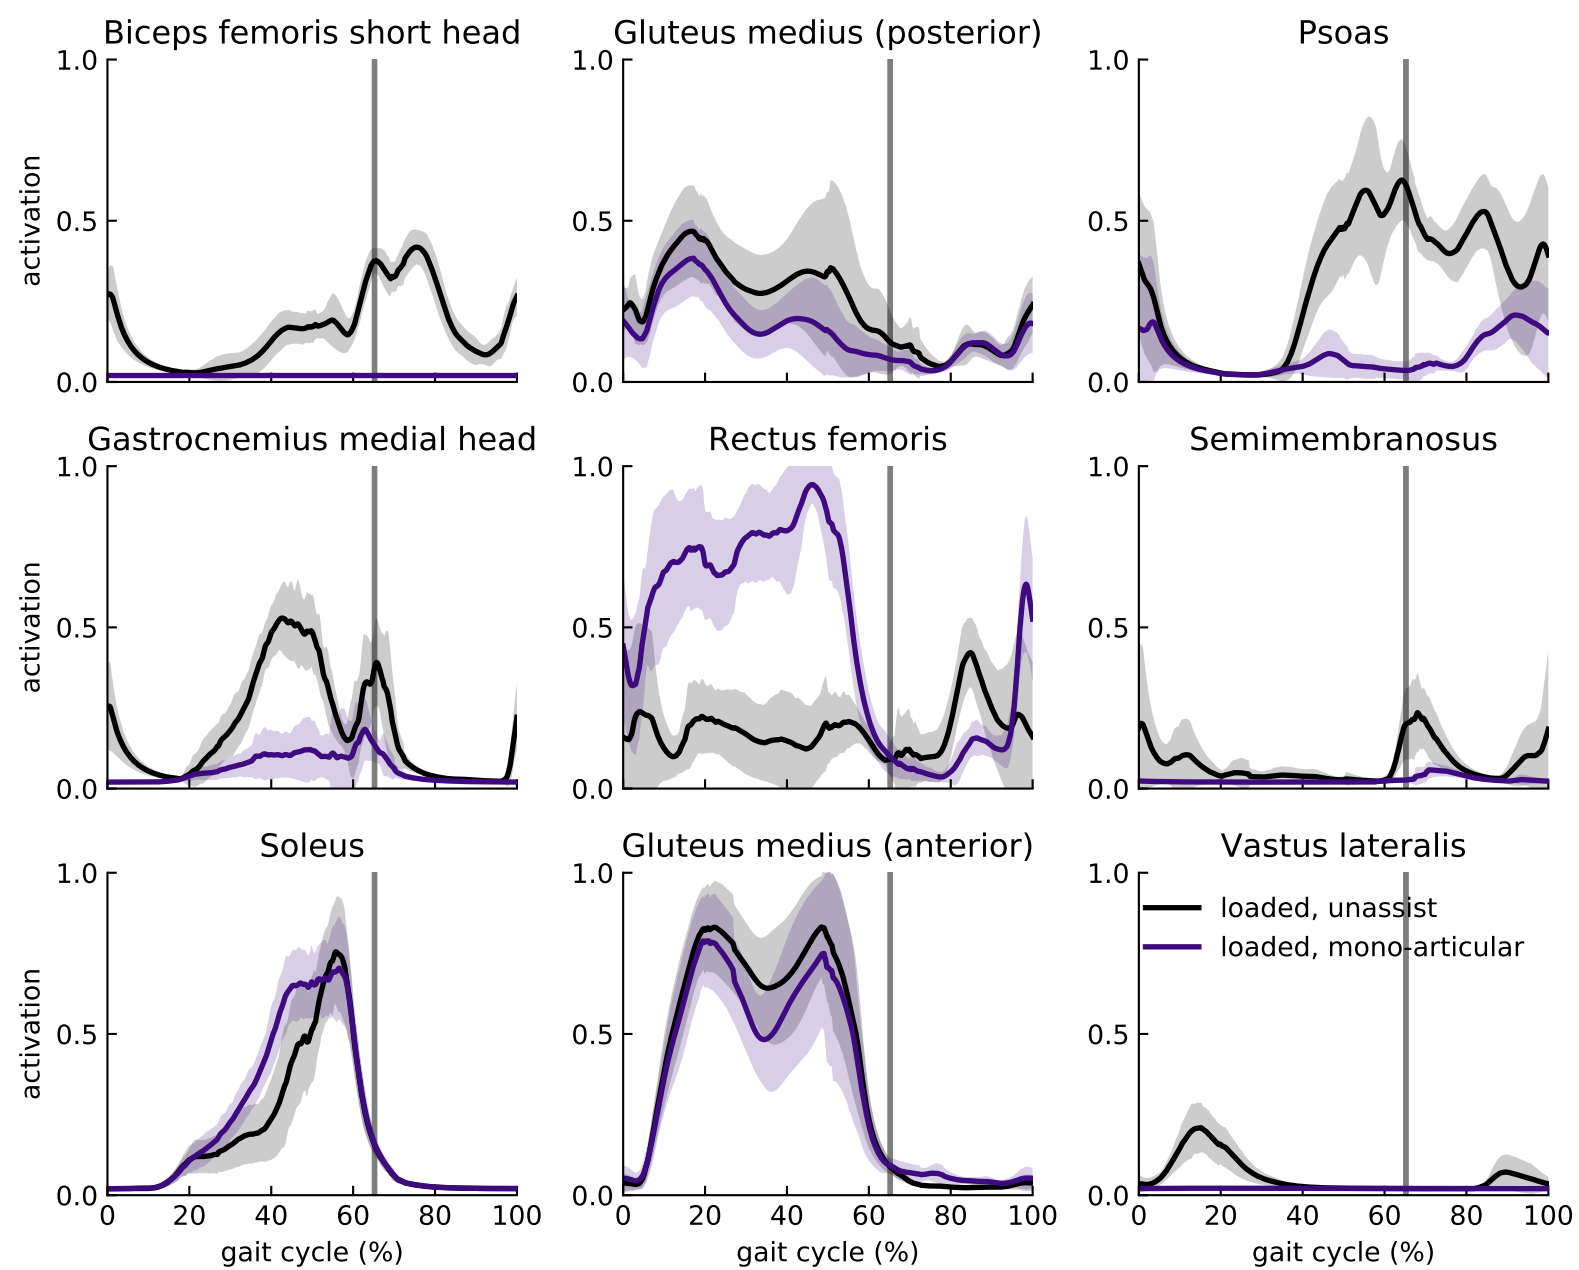 Biceps femoris short head
Gluteus medius (posterior)
Psoas
1.0
0.5
0.0
activation
1.0
0.5
0.0
1.0
0.5
0.0
Gastrocnemius medial head
Rectus femoris
Semimembranosus
1.0
0.5
0.0
activation
1.0
0.5
0.0
1.0
0.5
0.0
Soleus
Gluteus medius (anterior)
Vastus lateralis
1.0
0.5
0.0
activation
0 20 40 60 80 100
gait cycle (%)
1.0
0.5
0.0
0 20 40 60 80 100
gait cycle (%)
1.0
0.5
0.0
loaded, unassist
loaded, mono-articular
0 20 40 60 80 100
gait cycle (%)